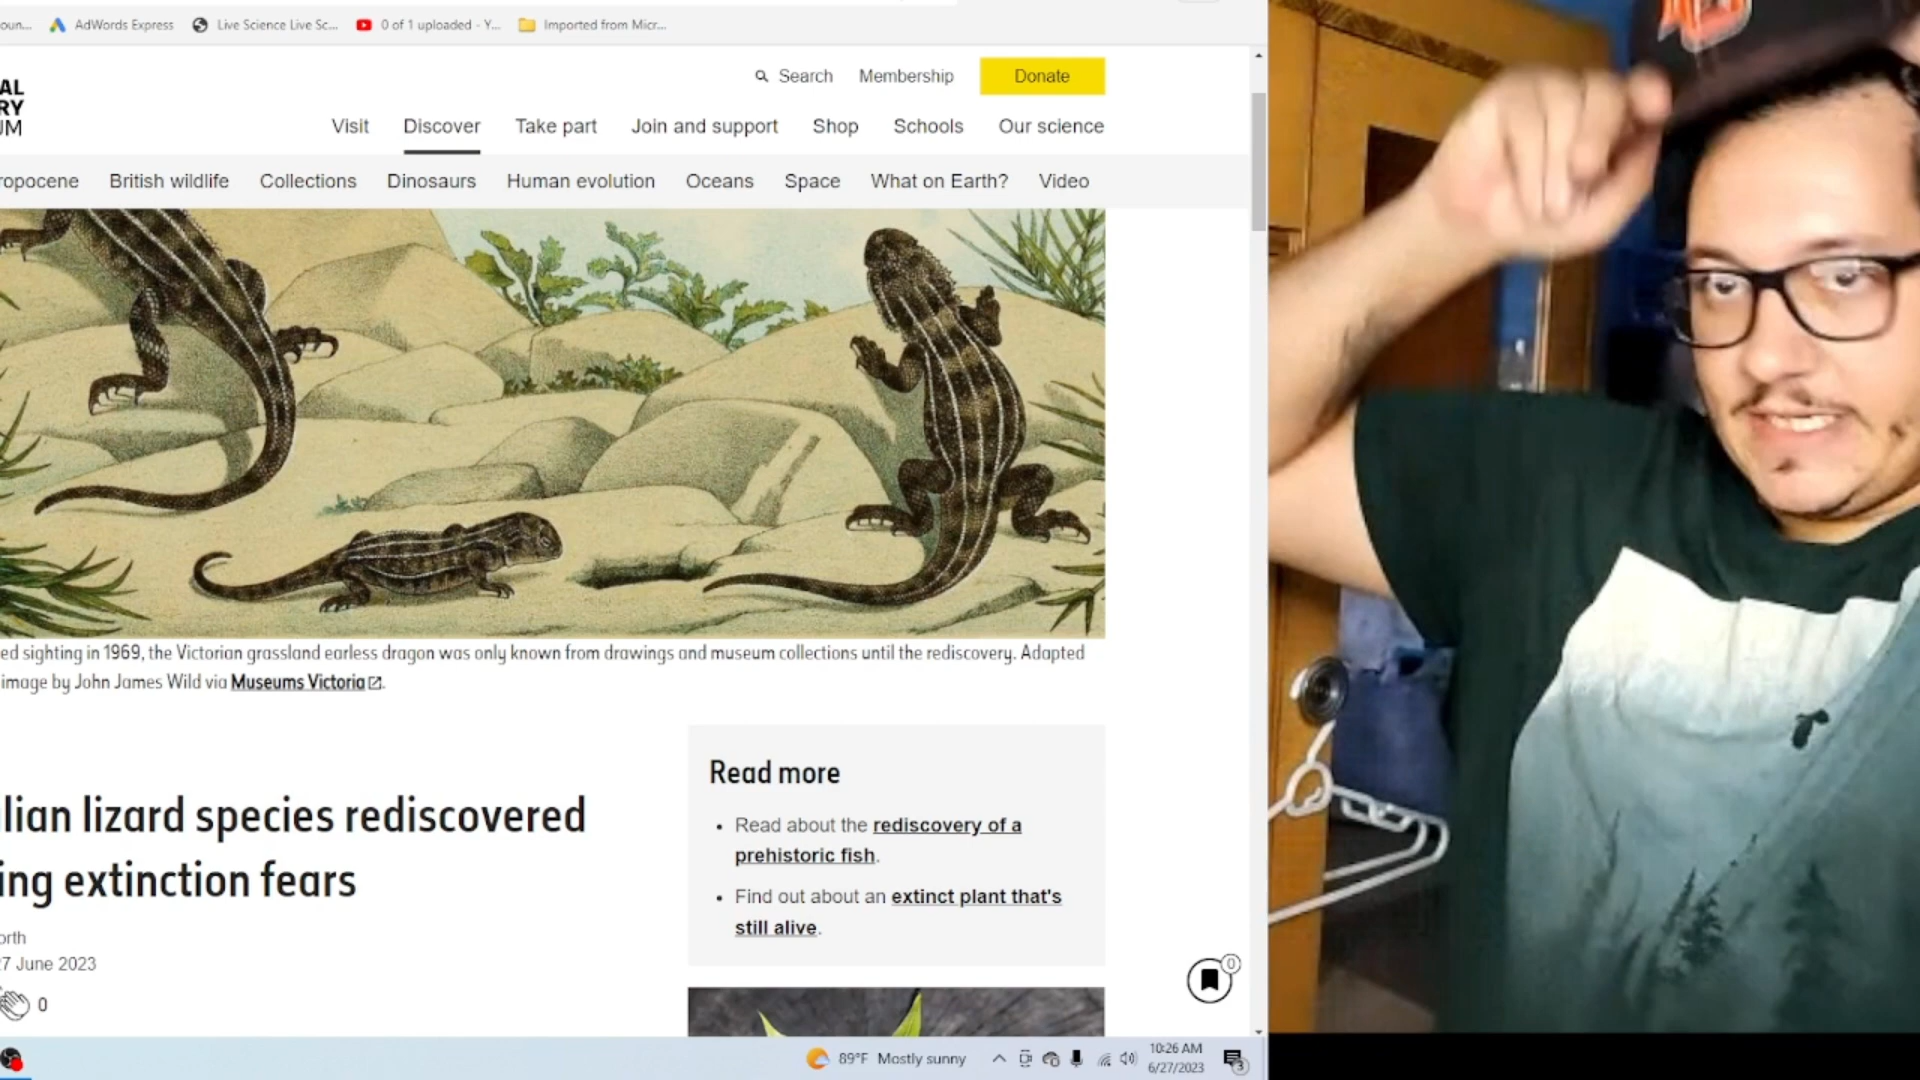 AdWords Express
Live Science Live Sc...
0 of 1 uploaded - Y...
Imported from Micr...
Search
Membership
Donate
AL
RY
UM
Visit
Discover
Take part
Join and support
Shop
Schools
Our science
ropocene
British wildlife
Collections
Dinosaurs
Human evolution
Oceans
Space
What on Earth?
Video
ed sighting in 1969, the Victorian grassland earless dragon was only known from drawings and museum collections until the rediscovery. Adapted
image by John James Wild via Museums Victoria.
lian lizard species rediscovered
ing extinction fears
orth
7 June 2023
0
Read more
Read about the rediscovery of a
prehistoric fish.
Find out about an extinct plant that's
still alive.
0
89°F Mostly sunny
10:26 AM
6/27/2023
3